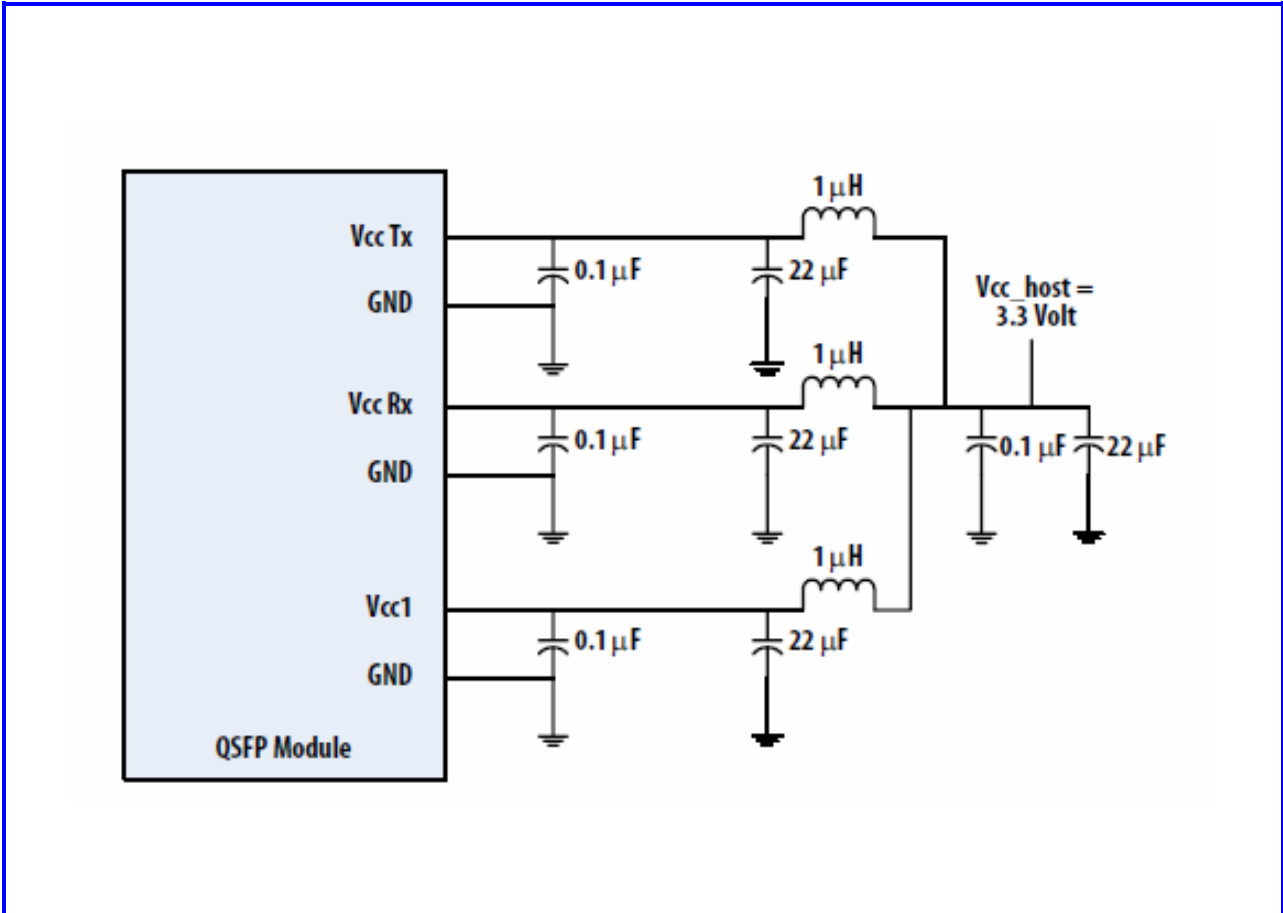 1 μH
Vcc Tx
0.1 μF
22 μF
GND
Vcc_host =
3.3 Volt
1 μH
Vcc Rx
0.1 μF
22 μF
0.1 μF
22 μF
GND
1 μH
Vcc1
0.1 μF
22 μF
GND
QSFP Module